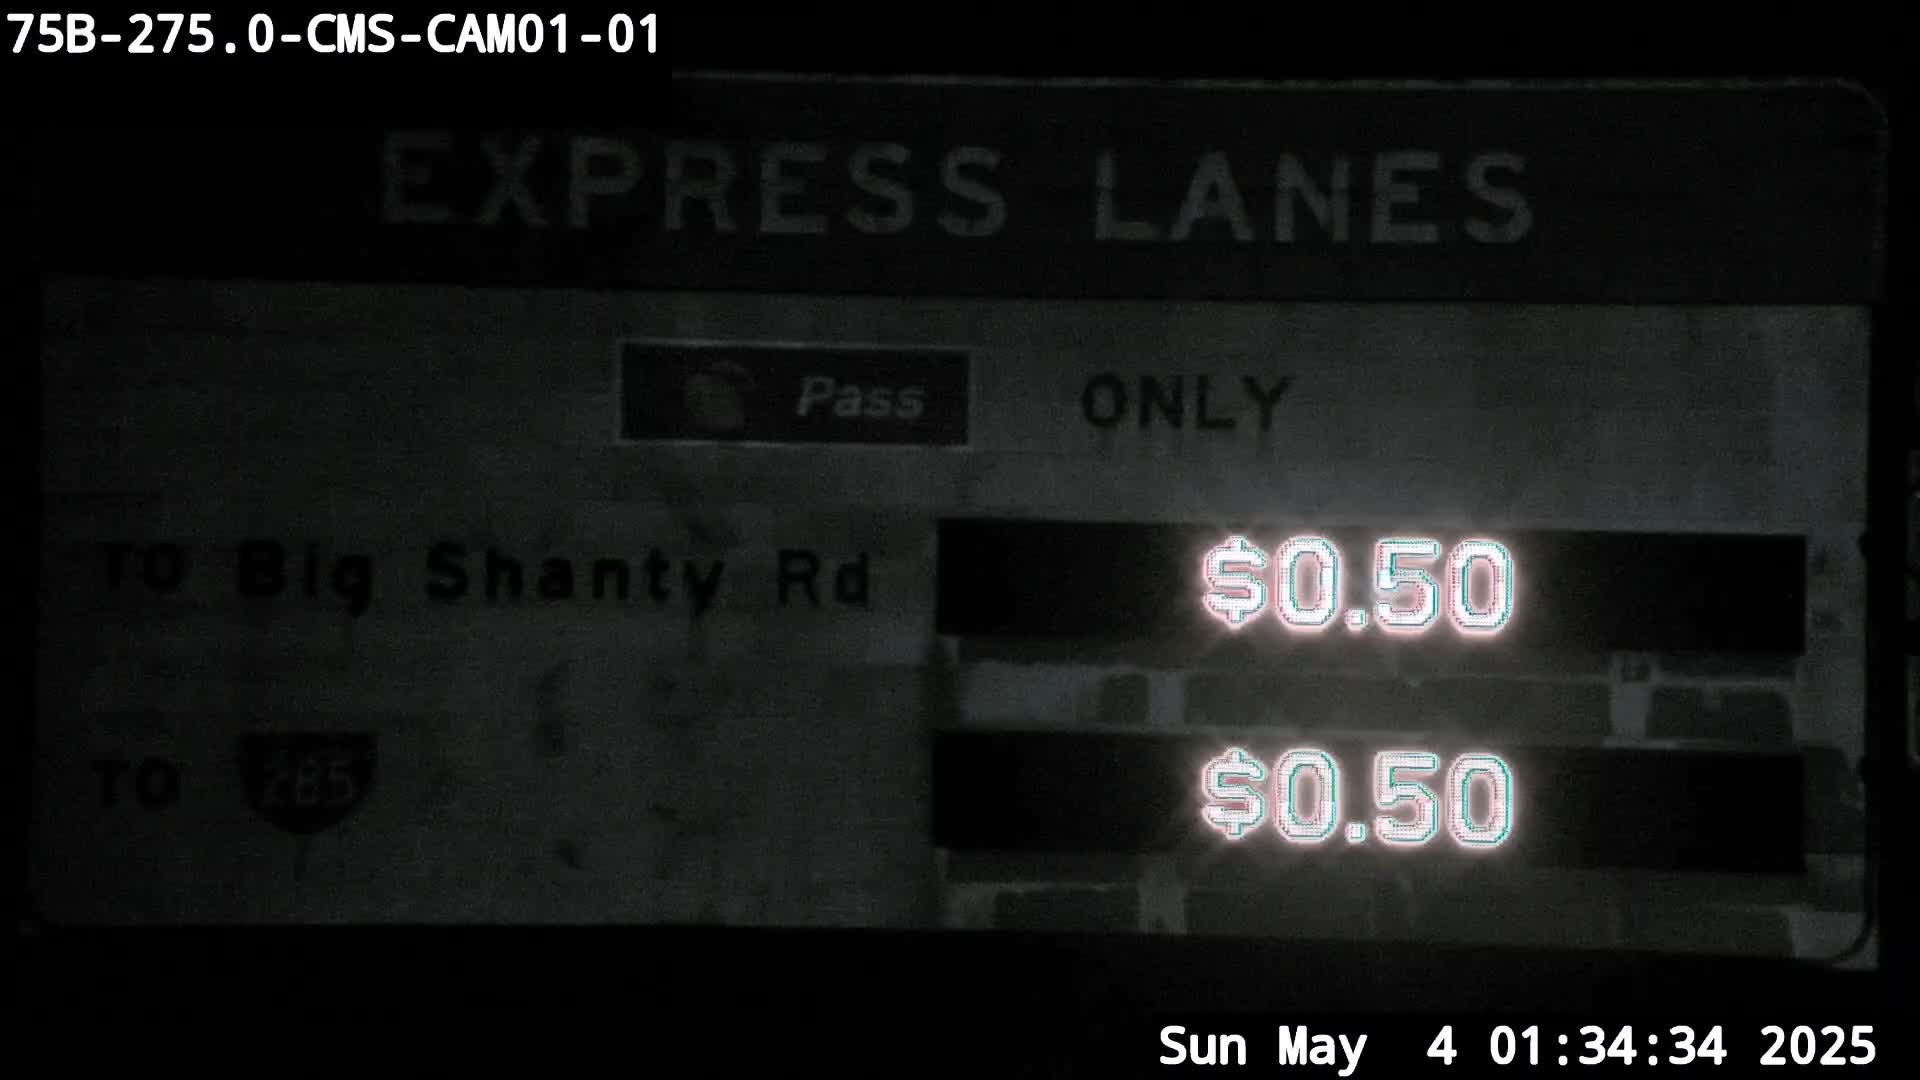 75B-275.0-CMS-CAM01-01
EXPRESS LANES
Pass ONLY
TO Big Shanty Rd $0.50
TO 285 $0.50
Sun May 4 01:34:34 2025